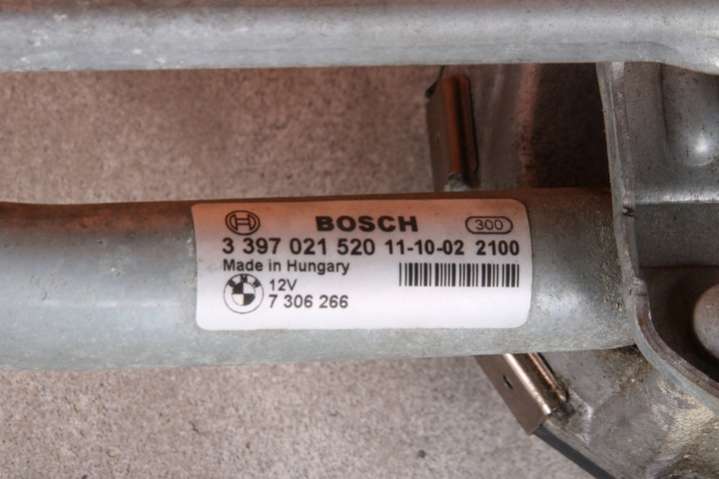 BOSCH 300
3 397 021 520 11-10-02 2100
Made in Hungary
12V
7 306 266